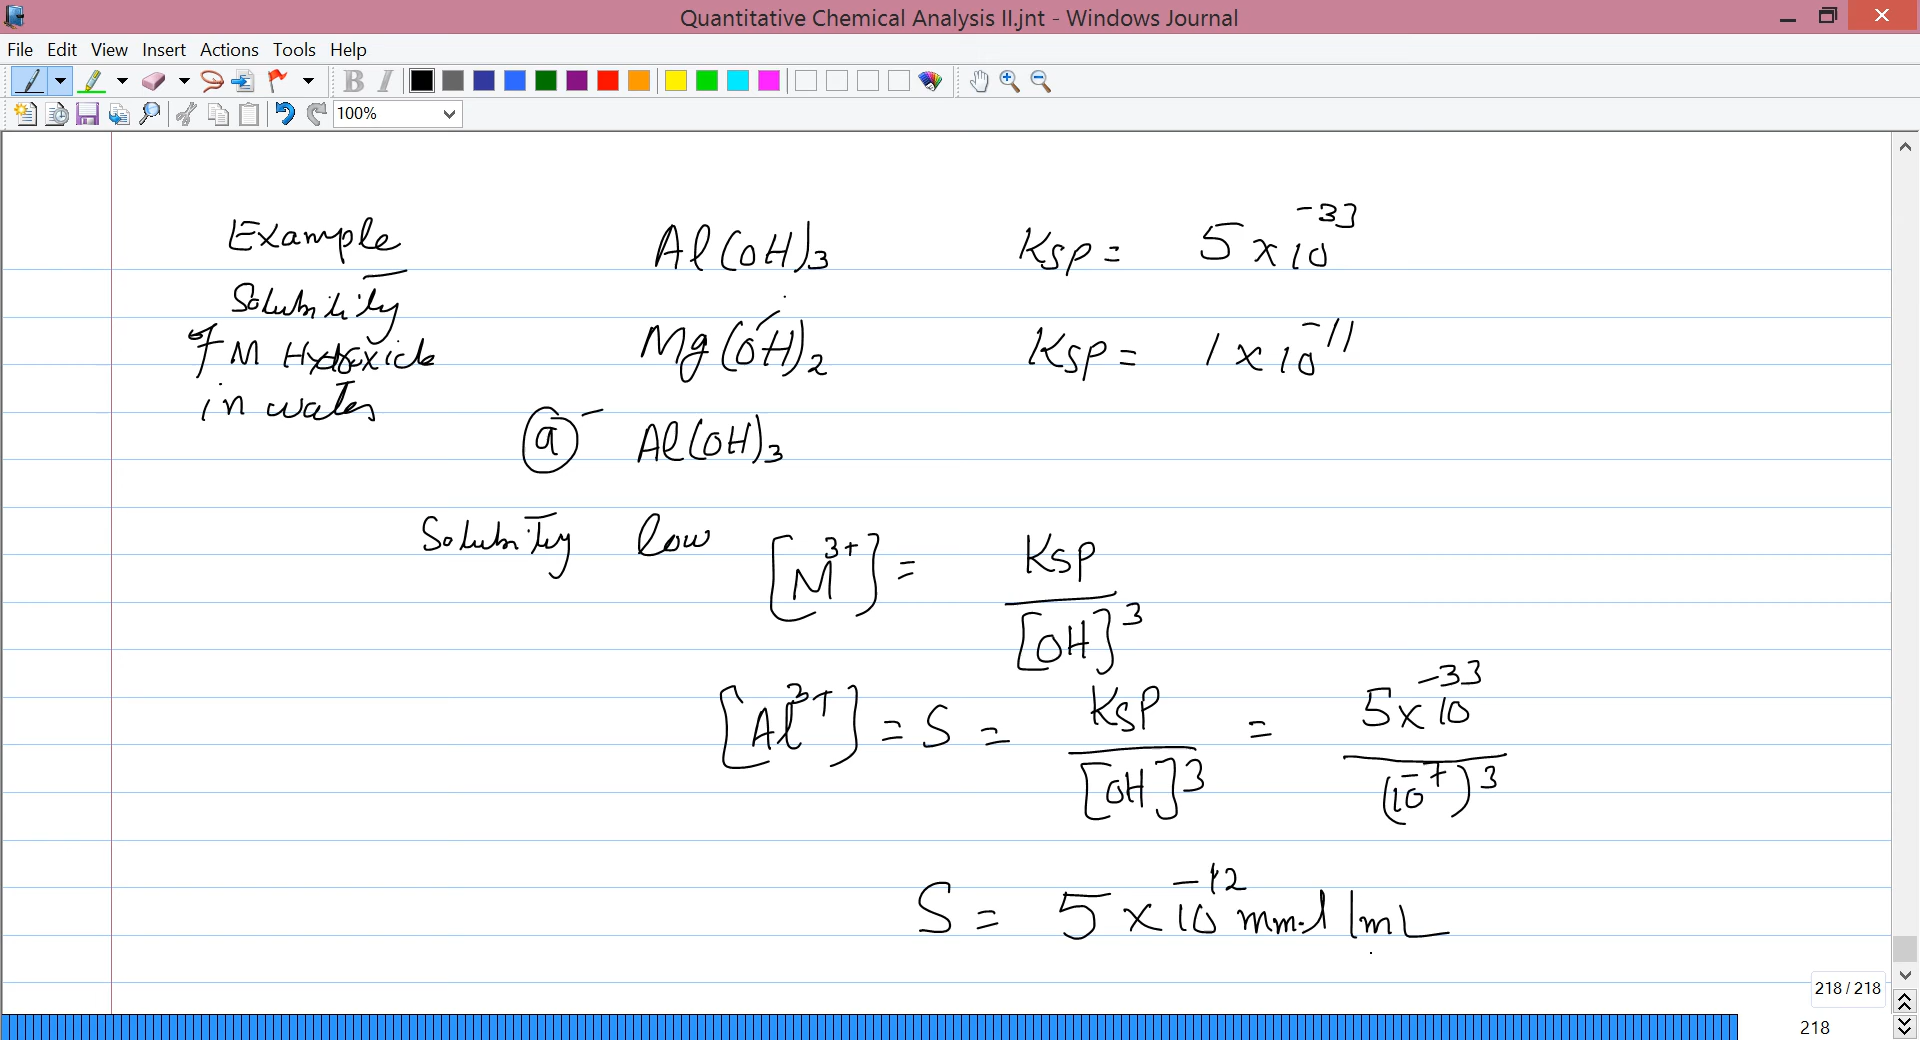 Quantitative Chemical Analysis II.jnt - Windows Journal
File Edit View Insert Actions Tools Help
B I
100%
Example Al(OH)3 Ksp = 5 x 10^-33
Solubility
of M Hydroxide Mg(OH)2 Ksp = 1 x 10^-11
in water
(a) - Al(OH)3
Solubility low [M^3+] = Ksp / [OH]^3
[Al^3+] = S = Ksp / [OH]^3 = 5 x 10^-33 / (10^-7)^3
S = 5 x 10^-12 mmol/mL
218 / 218
218